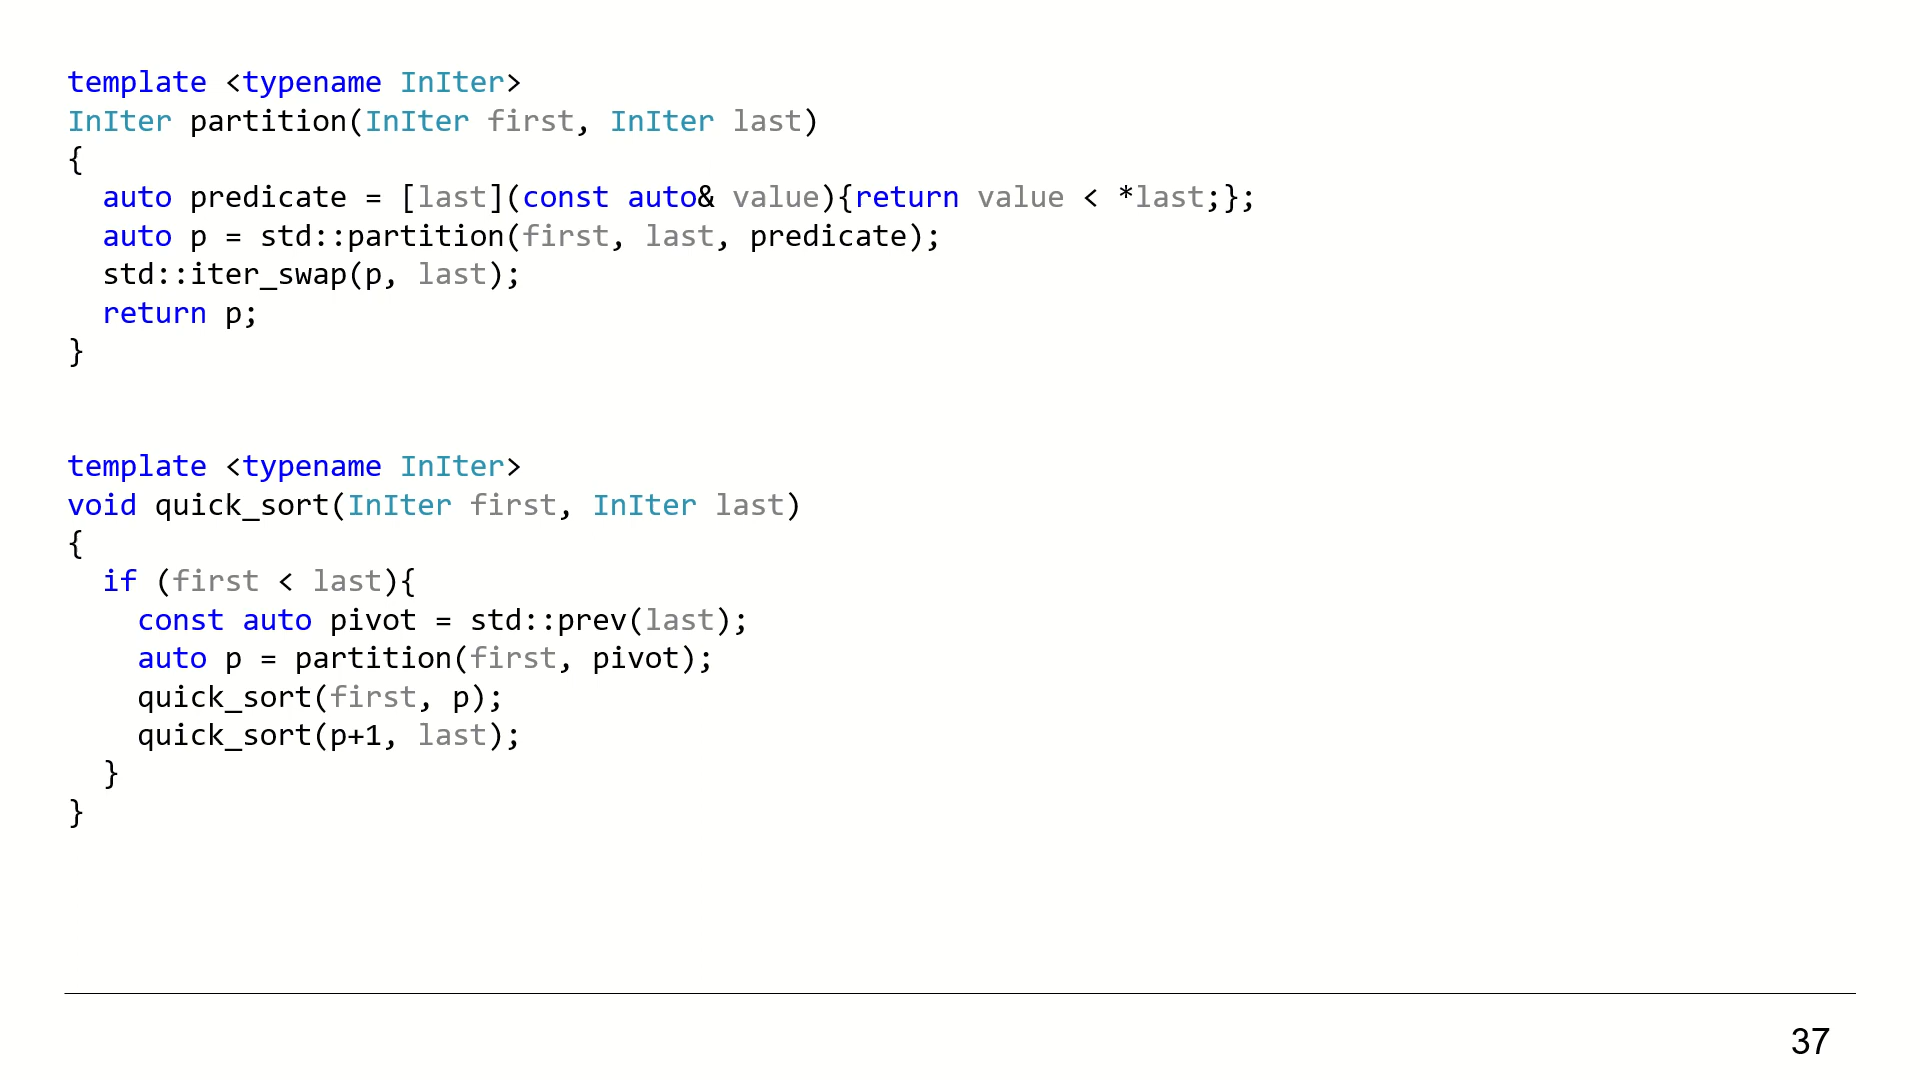 template <typename InIter>
InIter partition(InIter first, InIter last)
{
  auto predicate = [last](const auto& value){return value < *last;};
  auto p = std::partition(first, last, predicate);
  std::iter_swap(p, last);
  return p;
}
template <typename InIter>
void quick_sort(InIter first, InIter last)
{
  if (first < last){
    const auto pivot = std::prev(last);
    auto p = partition(first, pivot);
    quick_sort(first, p);
    quick_sort(p+1, last);
  }
}
37